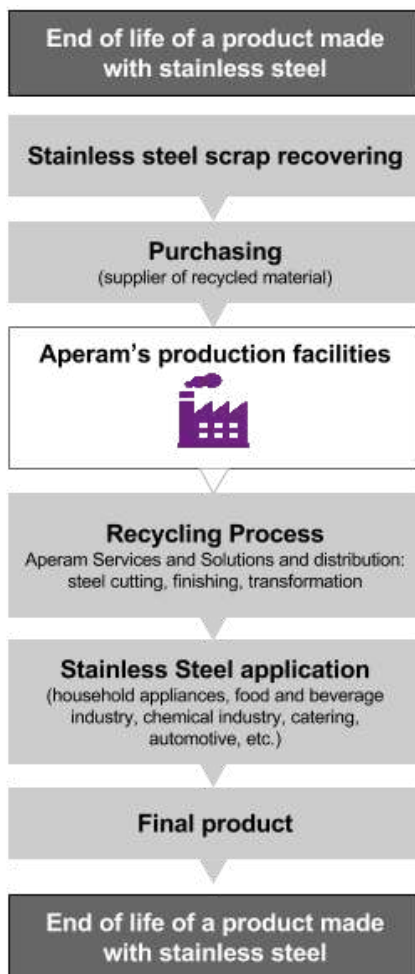 End of life of a product made
with stainless steel
Stainless steel scrap recovering
Purchasing
(supplier of recycled material)
Aperam's production facilities
Recycling Process
Aperam Services and Solutions and distribution:
steel cutting, finishing, transformation
Stainless Steel application
(household appliances, food and beverage
industry, chemical industry, catering,
automotive, etc.)
Final product
End of life of a product made
with stainless steel